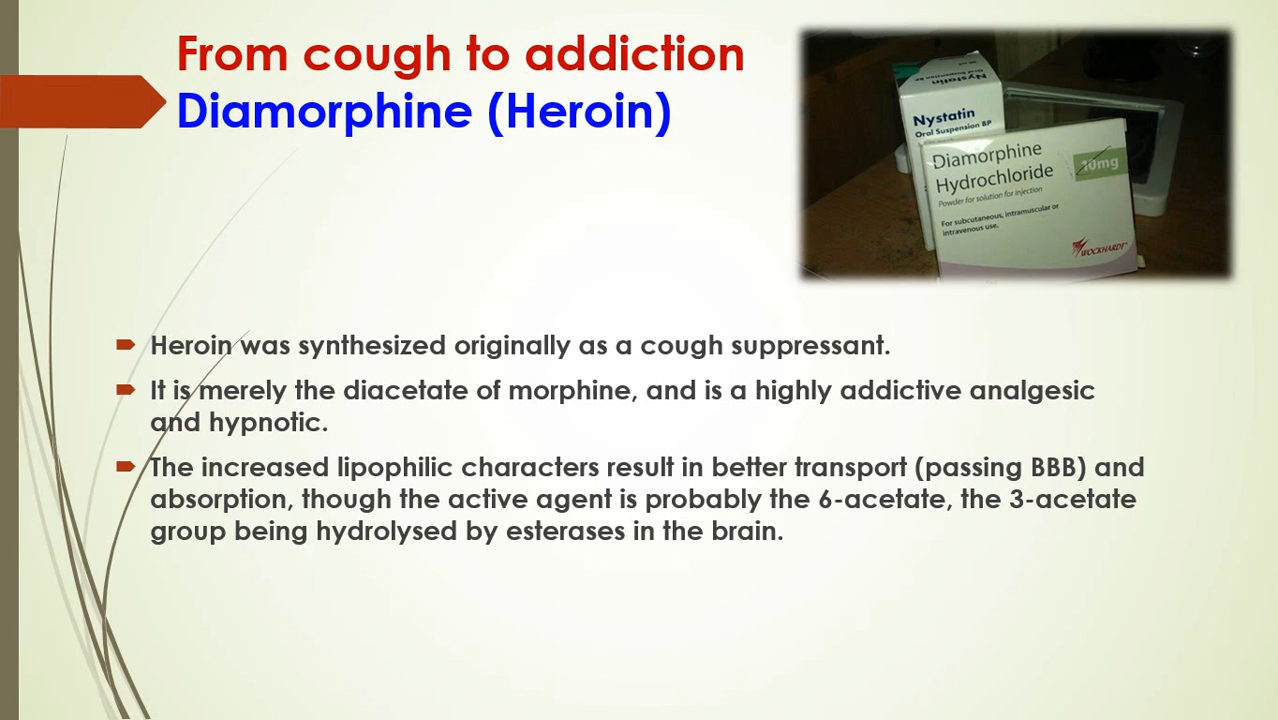 From cough to addiction
Diamorphine (Heroin)
Nystatin
Nystatin
Oral Suspension BP
Diamorphine
Hydrochloride
10mg
Powder for solution for injection
For subcutaneous, intramuscular or
intravenous use.
WOCKHARDT
Heroin was synthesized originally as a cough suppressant.
It is merely the diacetate of morphine, and is a highly addictive analgesic
and hypnotic.
The increased lipophilic characters result in better transport (passing BBB) and
absorption, though the active agent is probably the 6-acetate, the 3-acetate
group being hydrolysed by esterases in the brain.